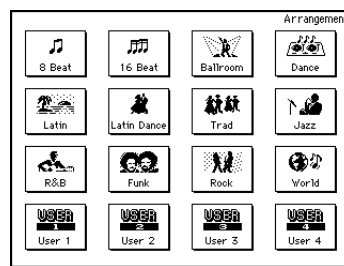 Arrangemen
8 Beat 16 Beat Ballroom Dance
Latin Latin Dance Trad Jazz
R&B Funk Rock World
USER 1 USER 2 USER 3 USER 4
User 1 User 2 User 3 User 4